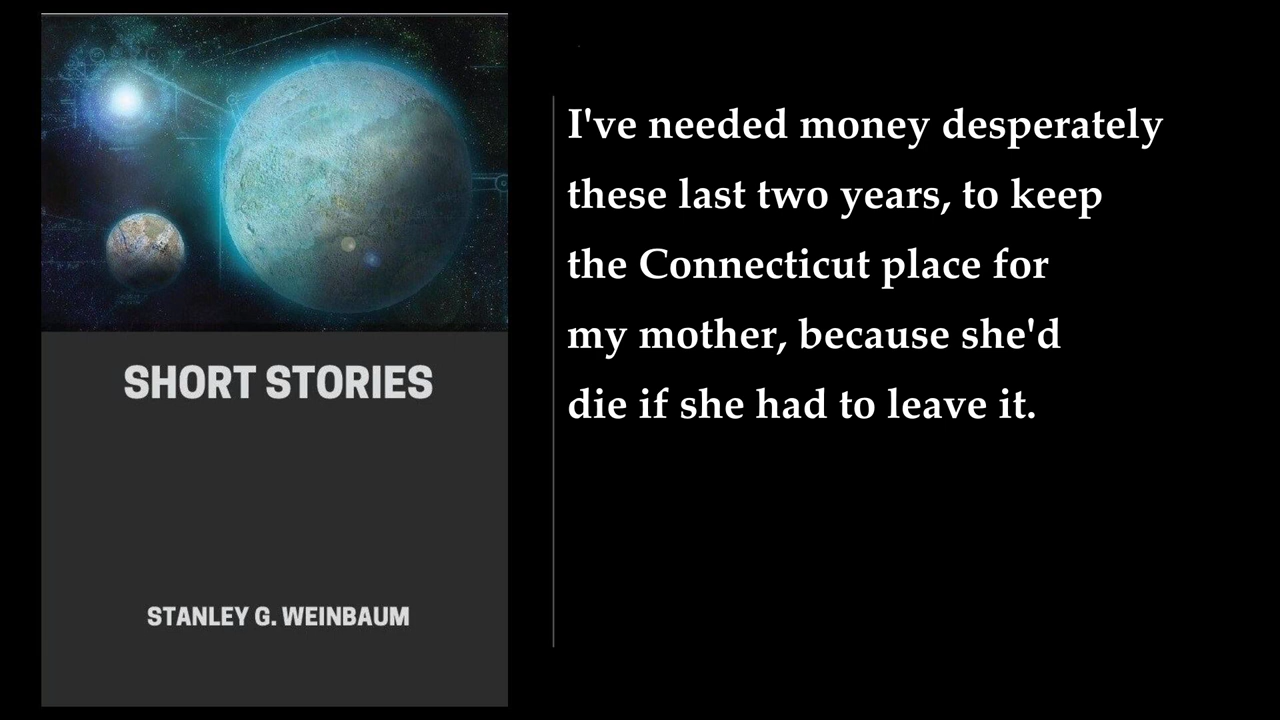 SHORT STORIES
STANLEY G. WEINBAUM
I've needed money desperately
these last two years, to keep
the Connecticut place for
my mother, because she'd
die if she had to leave it.